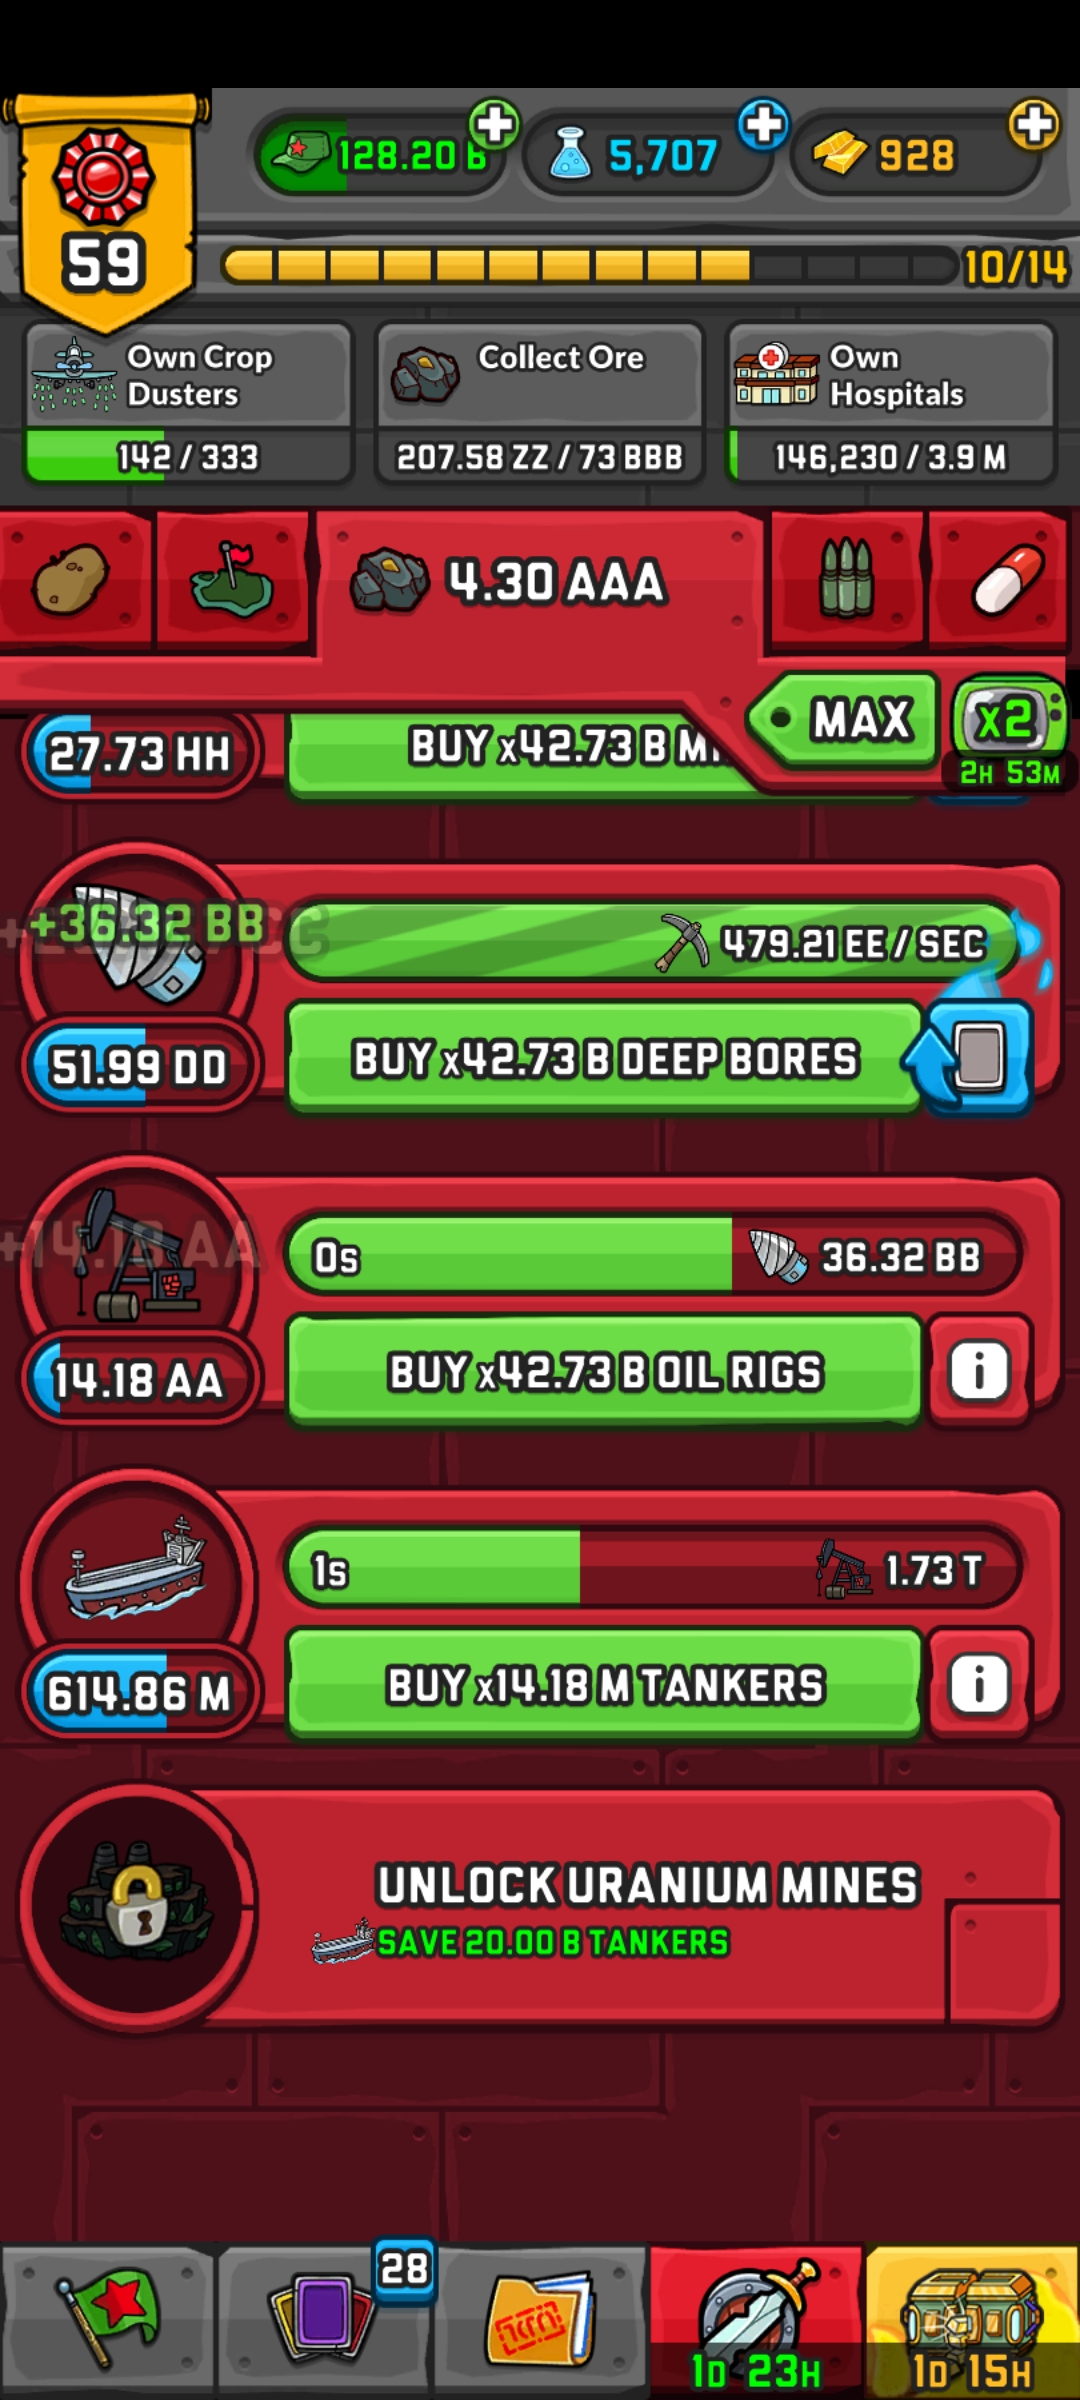 128.20 B
5,707
928
59
10/14
Own Crop
Dusters
142 / 333
Collect Ore
207.58 ZZ / 73 BBB
Own
Hospitals
146,230 / 3.9 M
4.30 AAA
MAX
x2
2H 53M
27.73 HH
BUY x42.73 B
+36.32 BB
479.21 EE / SEC
51.99 DD
BUY x42.73 B DEEP BORES
+14.18 AA
0s
36.32 BB
14.18 AA
BUY x42.73 B OIL RIGS
1s
1.73 T
614.86 M
BUY x14.18 M TANKERS
UNLOCK URANIUM MINES
SAVE 20.00 B TANKERS
28
1D 23H
1D 15H